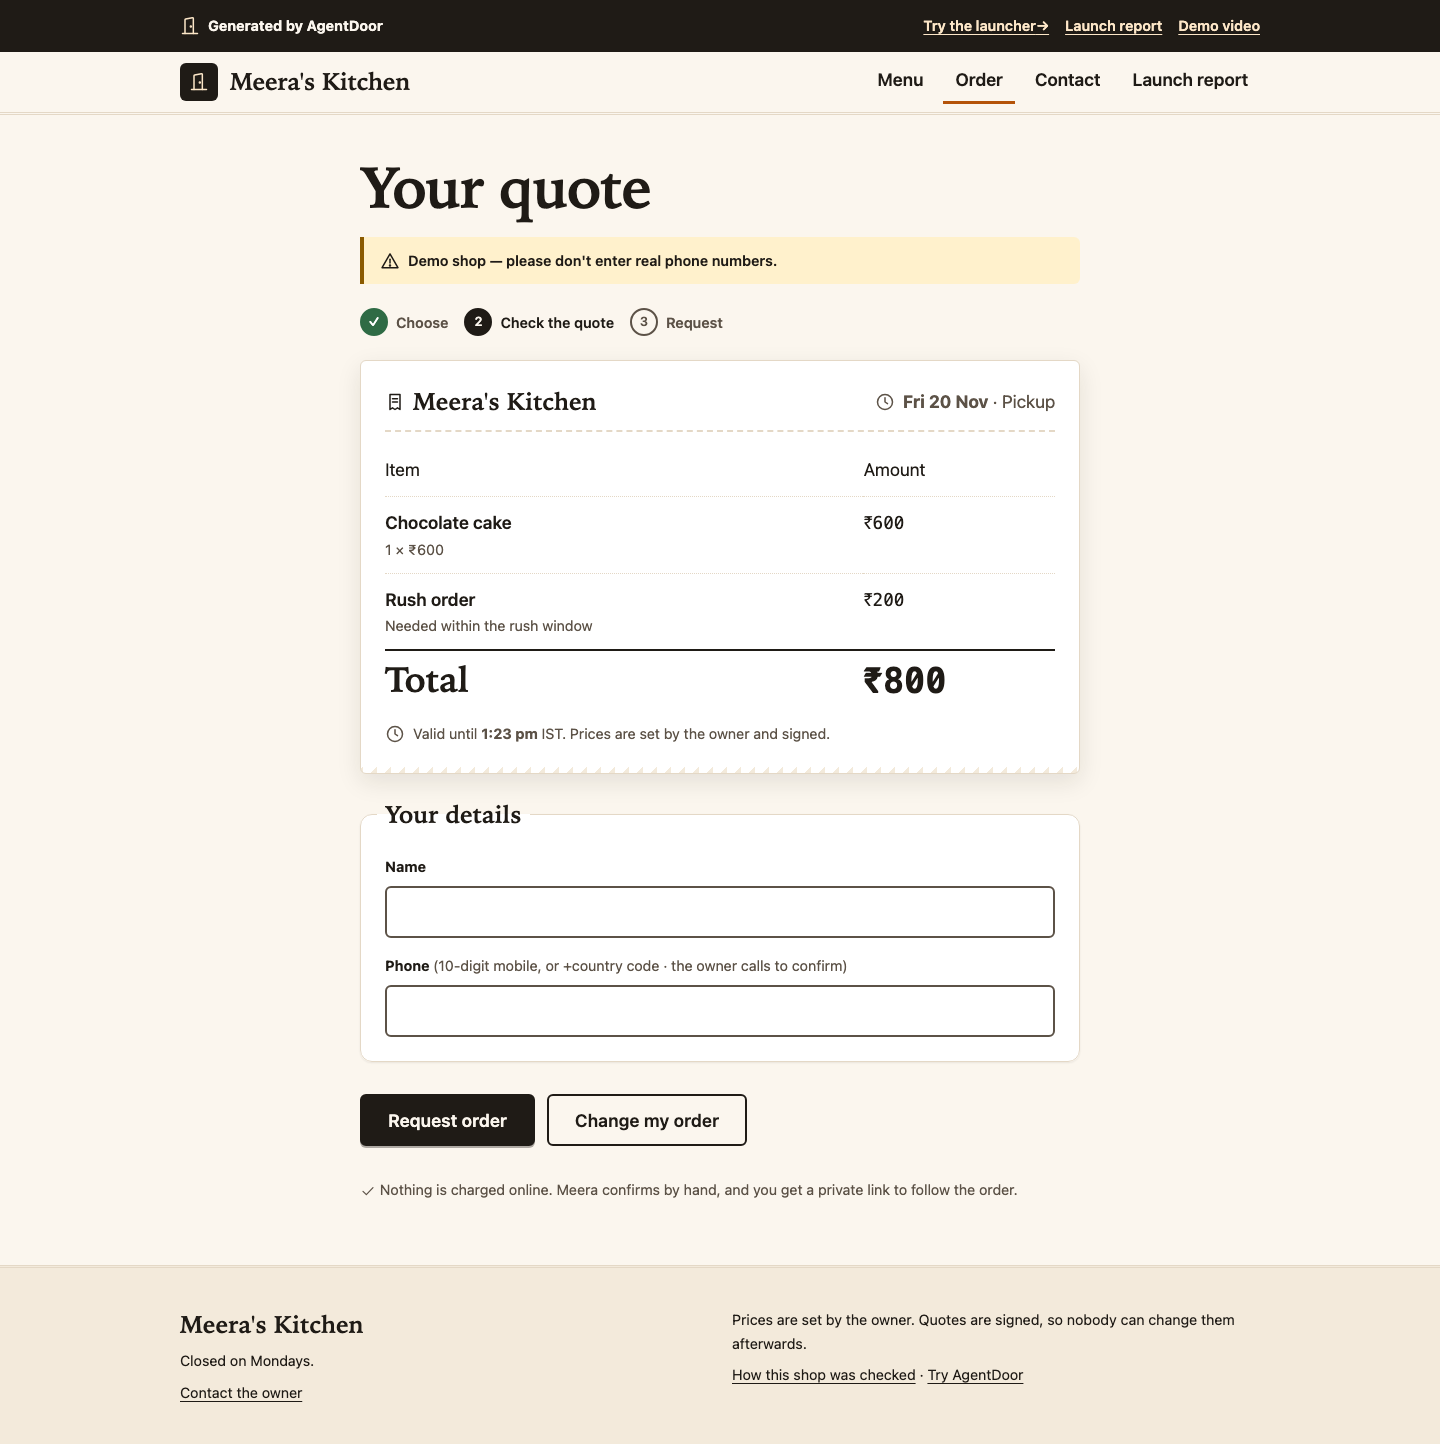 Generated by AgentDoor
Try the launcher→ Launch report Demo video
Meera's Kitchen
Menu Order Contact Launch report
Your quote
Demo shop — please don't enter real phone numbers.
Choose 2 Check the quote 3 Request
Meera's Kitchen
Fri 20 Nov · Pickup
Item Amount
Chocolate cake ₹600
1 × ₹600
Rush order ₹200
Needed within the rush window
Total ₹800
Valid until 1:23 pm IST. Prices are set by the owner and signed.
Your details
Name
Phone (10-digit mobile, or +country code · the owner calls to confirm)
Request order Change my order
Nothing is charged online. Meera confirms by hand, and you get a private link to follow the order.
Meera's Kitchen
Closed on Mondays.
Contact the owner
Prices are set by the owner. Quotes are signed, so nobody can change them
afterwards.
How this shop was checked · Try AgentDoor